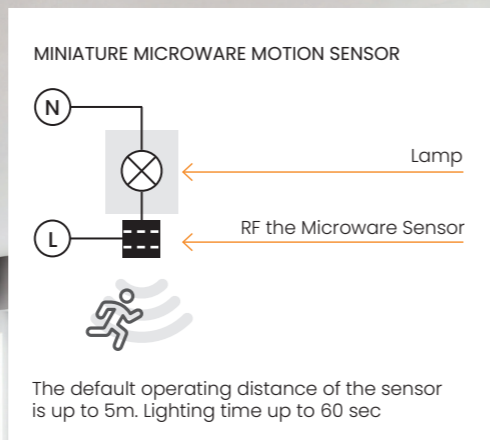 MINIATURE MICROWARE MOTION SENSOR
N
Lamp
RF the Microware Sensor
L
The default operating distance of the sensor
is up to 5m. Lighting time up to 60 sec